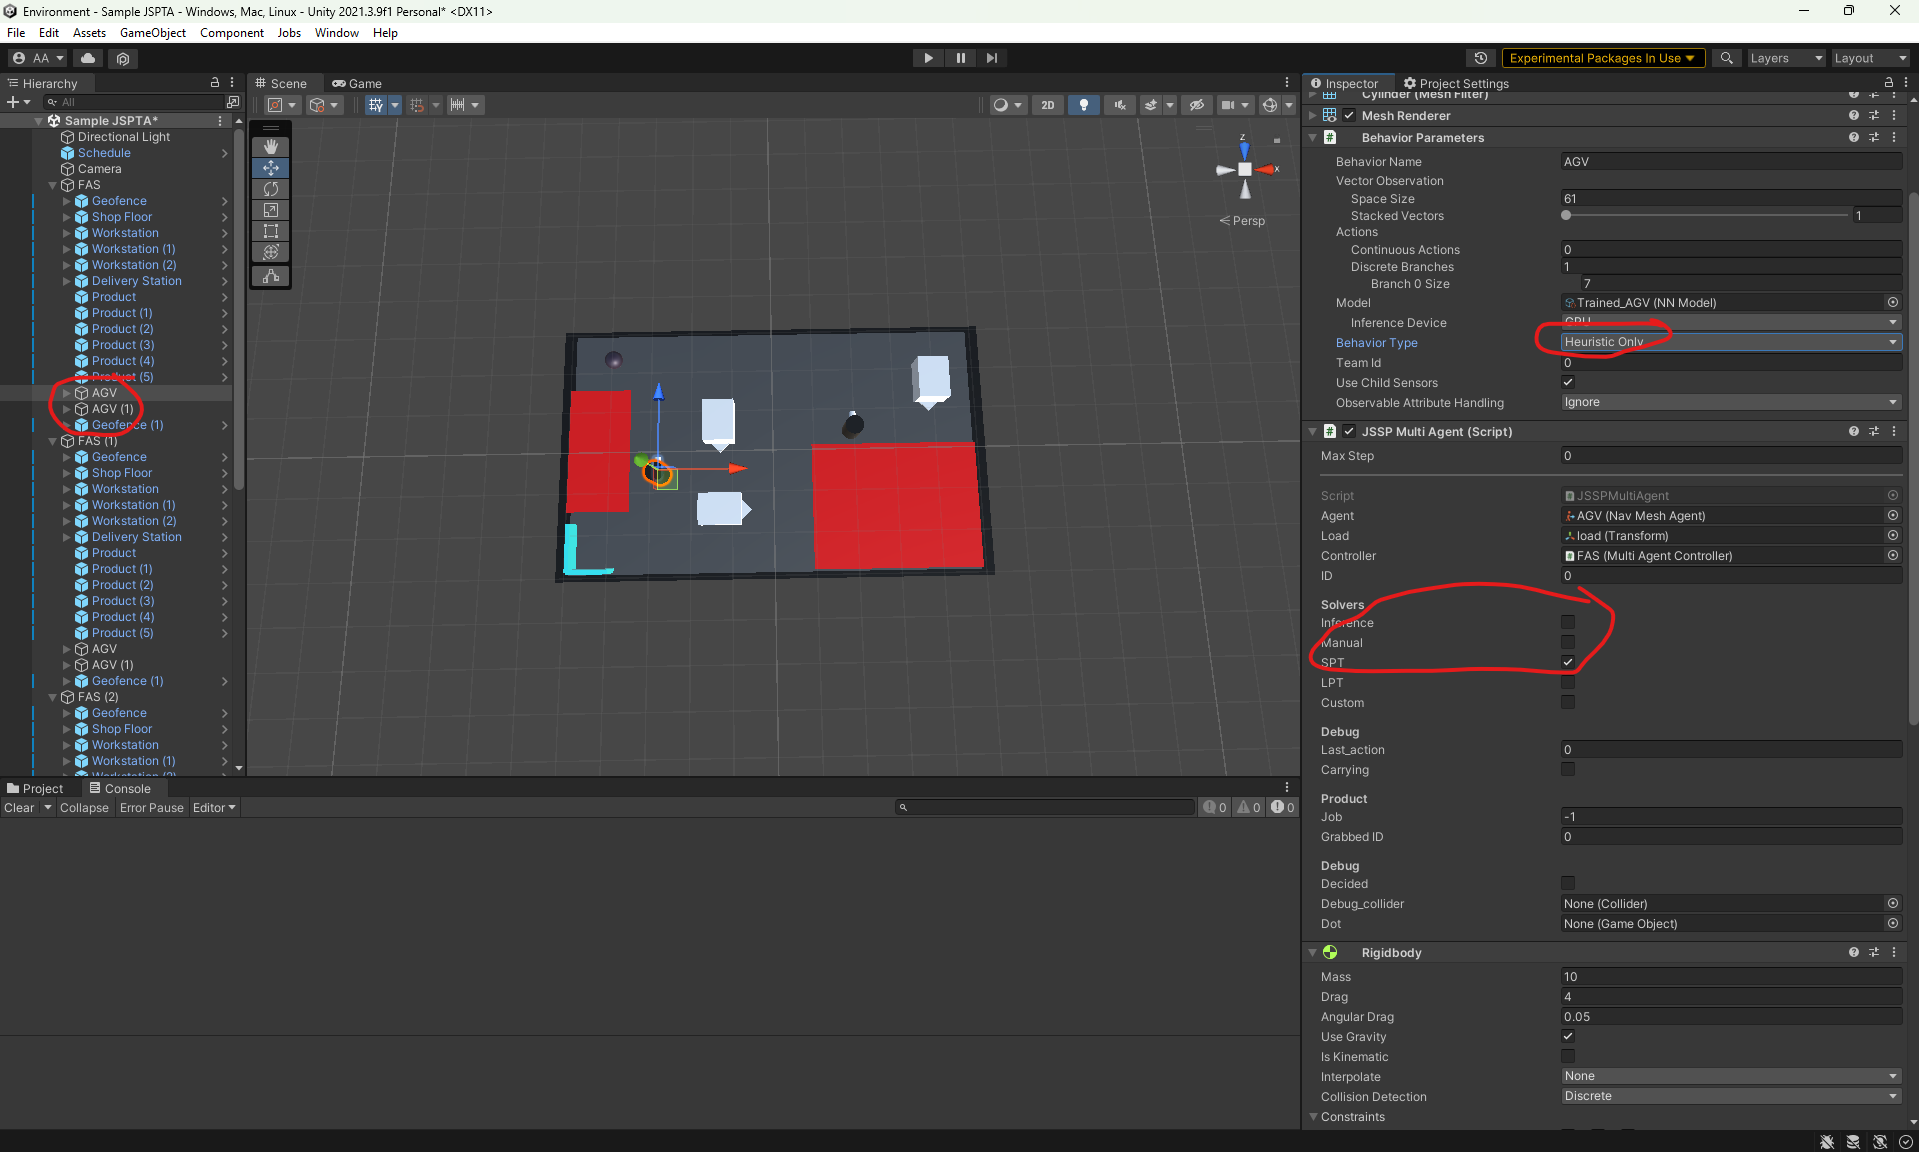 Environment - Sample JSPTA - Windows, Mac, Linux - Unity 2021.3.9f1 Personal* <DX11>
File Edit Assets GameObject Component Jobs Window Help
AA
Experimental Packages In Use Layers Layout
Hierarchy
All
Sample JSPTA*
Directional Light
Schedule
Camera
FAS
Geofence
Shop Floor
Workstation
Workstation (1)
Workstation (2)
Delivery Station
Product
Product (1)
Product (2)
Product (3)
Product (4)
Product (5)
AGV
AGV (1)
Geofence (1)
FAS (1)
Geofence
Shop Floor
Workstation
Workstation (1)
Workstation (2)
Delivery Station
Product
Product (1)
Product (2)
Product (3)
Product (4)
Product (5)
AGV
AGV (1)
Geofence (1)
FAS (2)
Geofence
Shop Floor
Workstation
Workstation (1)
Workstation (2)
Scene Game
2D
z
x
Persp
Project Console
Clear Collapse Error Pause Editor
0 0 0
Inspector Project Settings
Cylinder (Mesh Filter)
Mesh Renderer
# Behavior Parameters
Behavior Name AGV
Vector Observation
Space Size 61
Stacked Vectors 1
Actions
Continuous Actions 0
Discrete Branches 1
Branch 0 Size 7
Model Trained_AGV (NN Model)
Inference Device CPU
Behavior Type Heuristic Only
Team Id 0
Use Child Sensors
Observable Attribute Handling Ignore
# JSSP Multi Agent (Script)
Max Step 0
Script JSSPMultiAgent
Agent AGV (Nav Mesh Agent)
Load load (Transform)
Controller FAS (Multi Agent Controller)
ID 0
Solvers
Inference
Manual
SPT
LPT
Custom
Debug
Last_action 0
Carrying
Product
Job -1
Grabbed ID 0
Debug
Decided
Debug_collider None (Collider)
Dot None (Game Object)
Rigidbody
Mass 10
Drag 4
Angular Drag 0.05
Use Gravity
Is Kinematic
Interpolate None
Collision Detection Discrete
Constraints